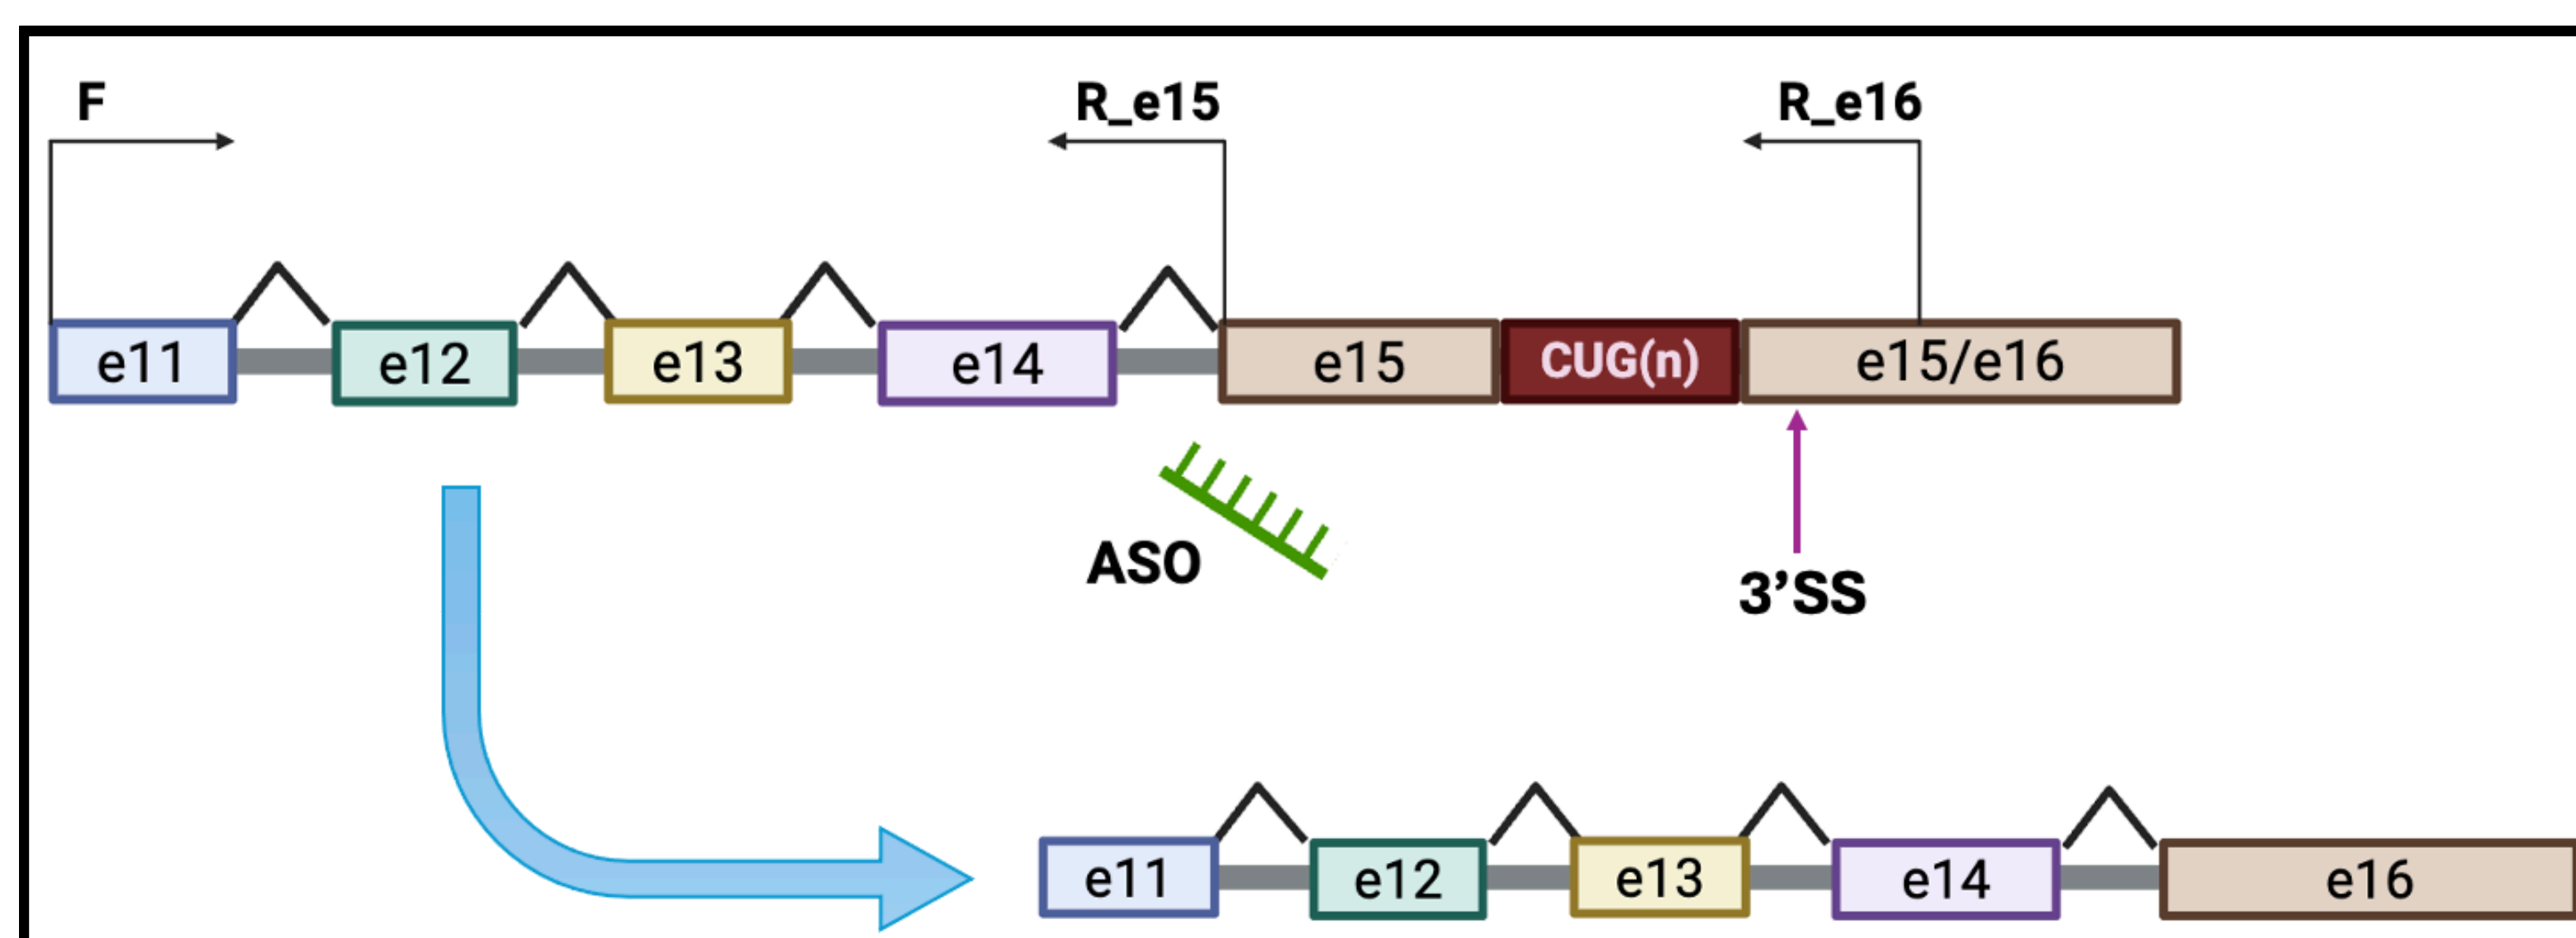 F
R_e15
R_e16
e11 e12 e13 e14 e15 CUG(n) e15/e16
ASO
3’SS
e11 e12 e13 e14 e16